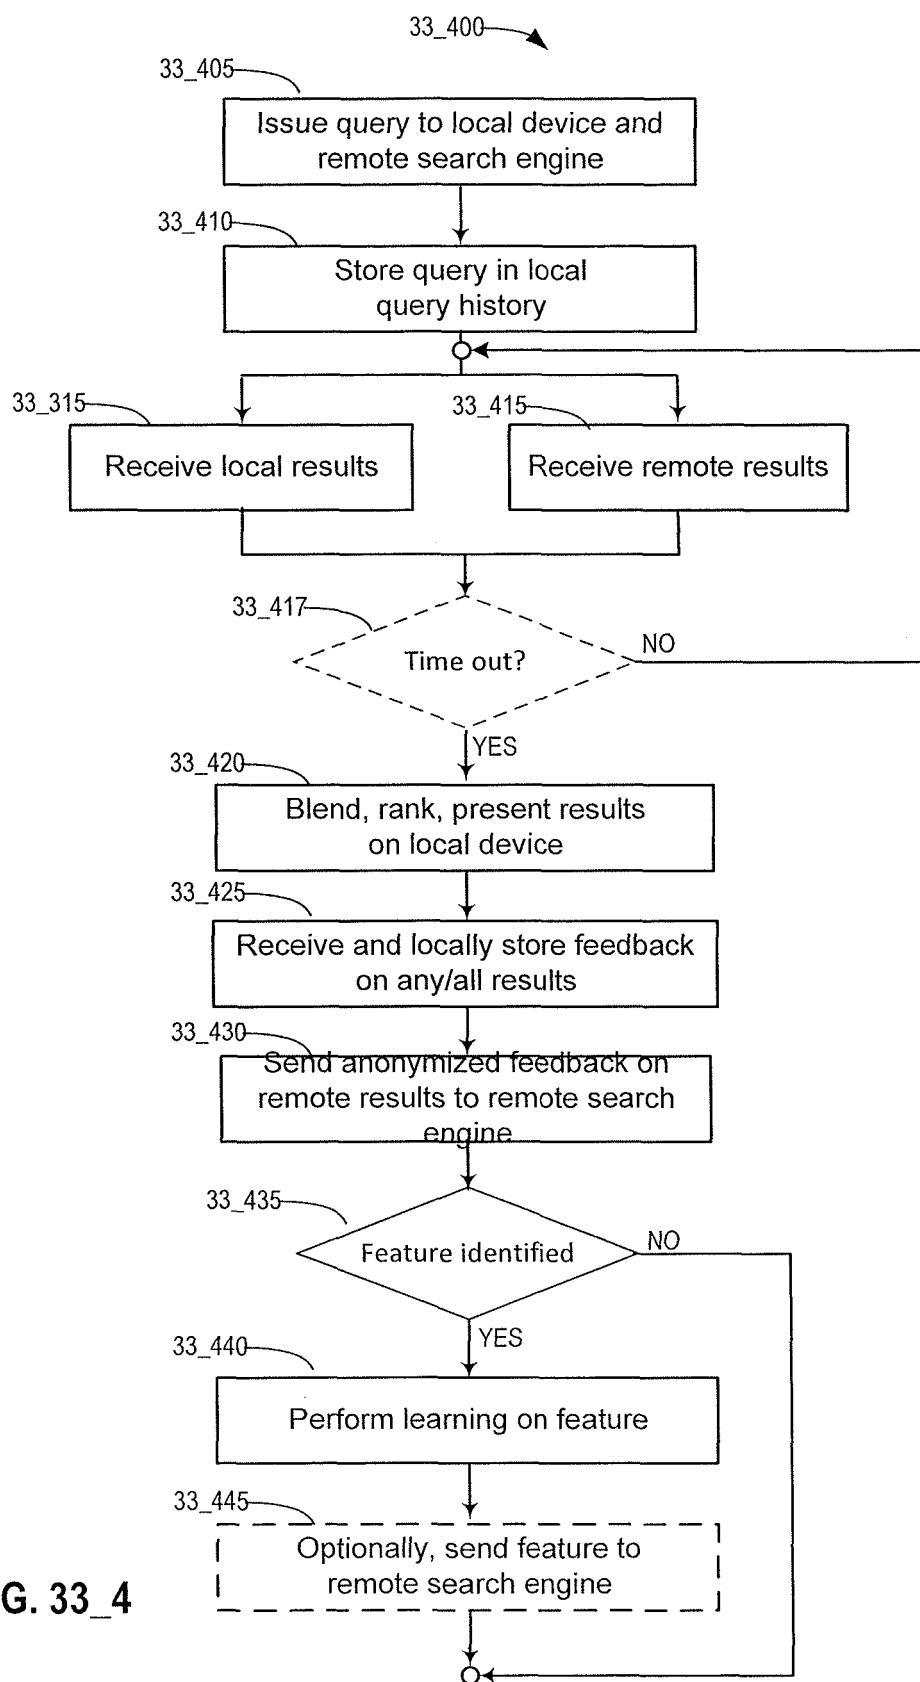 33_400
33_405
Issue query to local device and
remote search engine
33_410
Store query in local
query history
33_315
33_415
Receive local results
Receive remote results
33_417
Time out?
NO
YES
33_420
Blend, rank, present results
on local device
33_425
Receive and locally store feedback
on any/all results
33_430
Send anonymized feedback on
remote results to remote search
engine
33_435
Feature identified
NO
YES
33_440
Perform learning on feature
33_445
Optionally, send feature to
remote search engine
G. 33_4